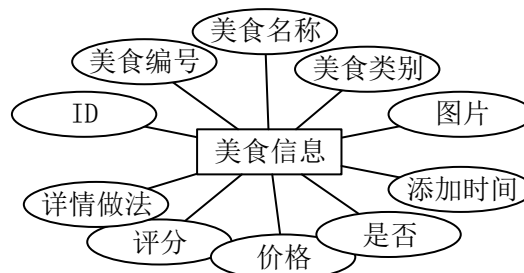 美食名称
美食编号
美食类别
ID
图片
美食信息
添加时间
详情做法
是否
评分
价格